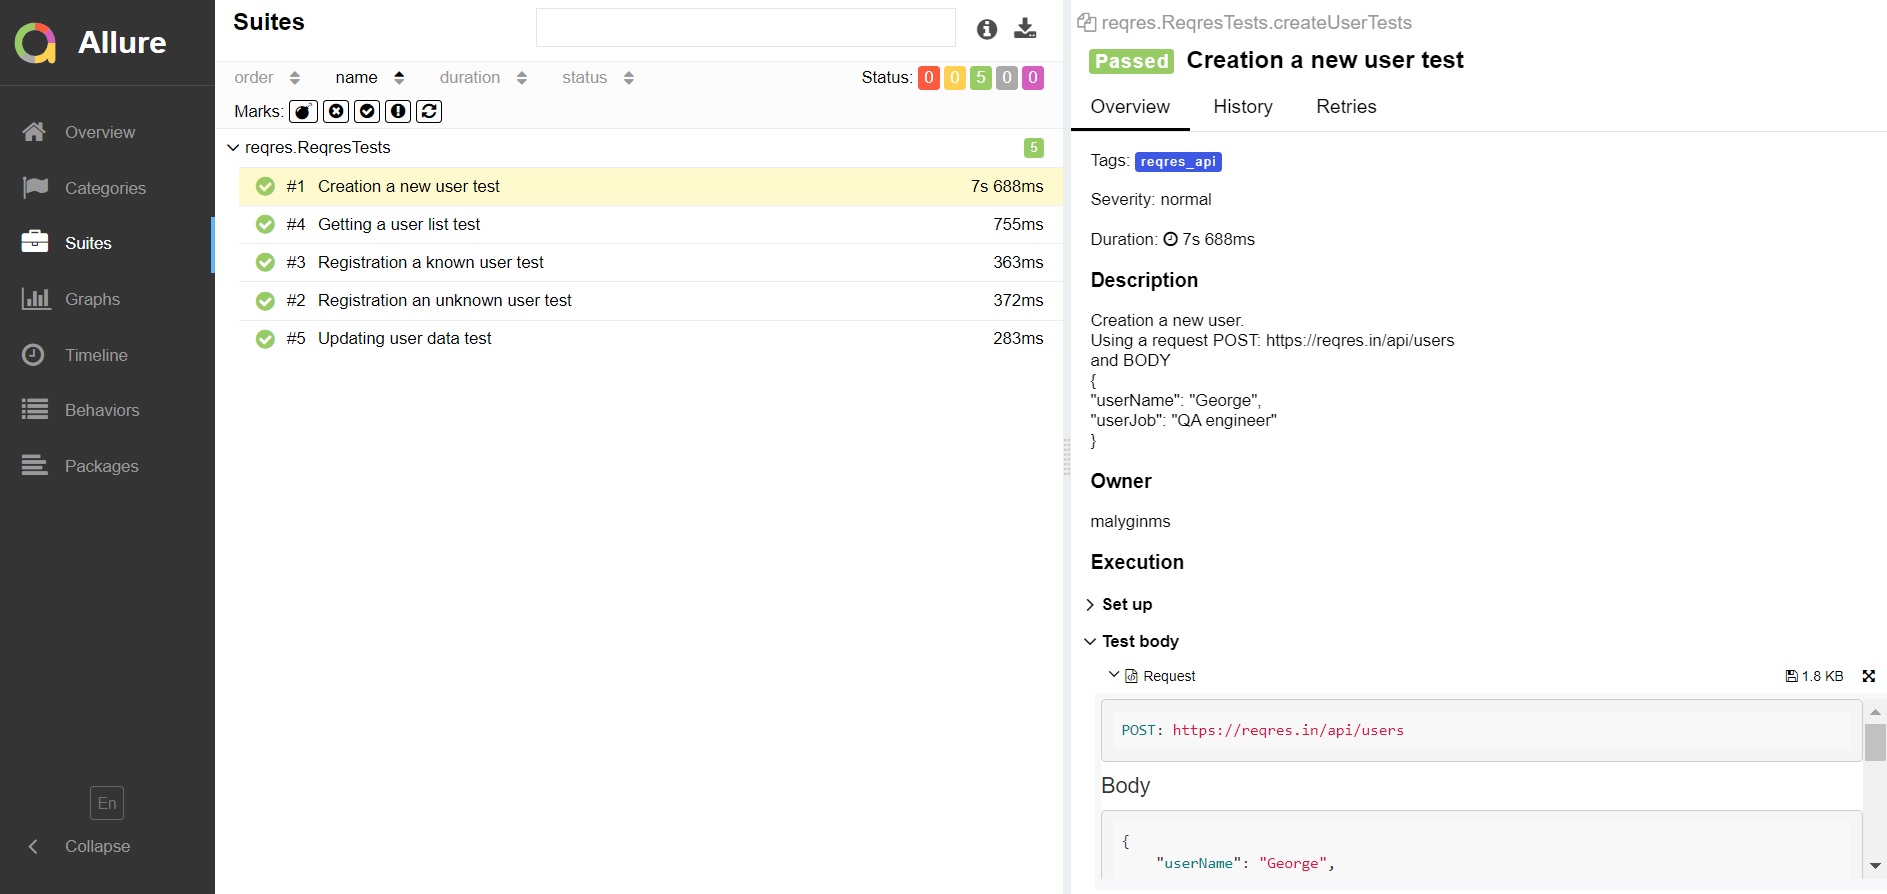 Allure
Overview
Categories
Suites
Graphs
Timeline
Behaviors
Packages
En
Collapse
Suites
order name duration status Status: 0 0 5 0 0
Marks:
reqres.ReqresTests 5
#1 Creation a new user test 7s 688ms
#4 Getting a user list test 755ms
#3 Registration a known user test 363ms
#2 Registration an unknown user test 372ms
#5 Updating user data test 283ms
reqres.ReqresTests.createUserTests
Passed Creation a new user test
Overview History Retries
Tags: reqres_api
Severity: normal
Duration: 7s 688ms
Description
Creation a new user.
Using a request POST: https://reqres.in/api/users
and BODY
{
"userName": "George",
"userJob": "QA engineer"
}
Owner
malyginms
Execution
Set up
Test body
Request 1.8 KB
POST: https://reqres.in/api/users
Body
{
"userName": "George",